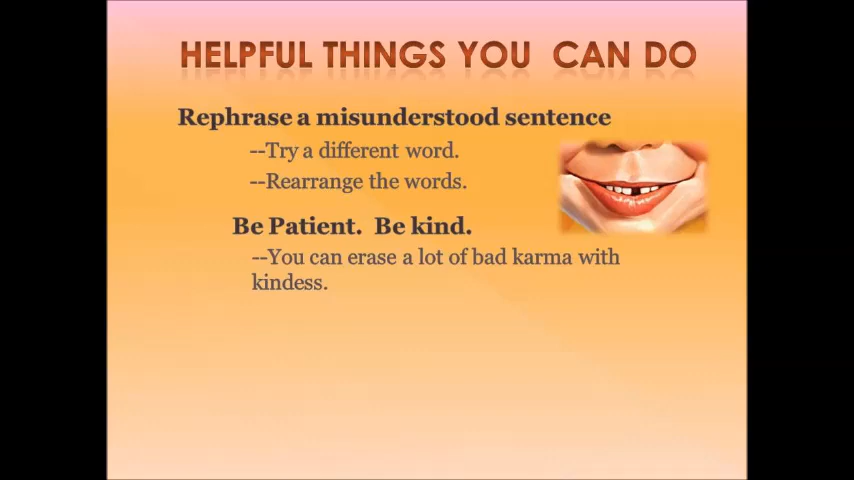 HELPFUL THINGS YOU CAN DO
Rephrase a misunderstood sentence
--Try a different word.
--Rearrange the words.
Be Patient. Be kind.
--You can erase a lot of bad karma with
kindess.